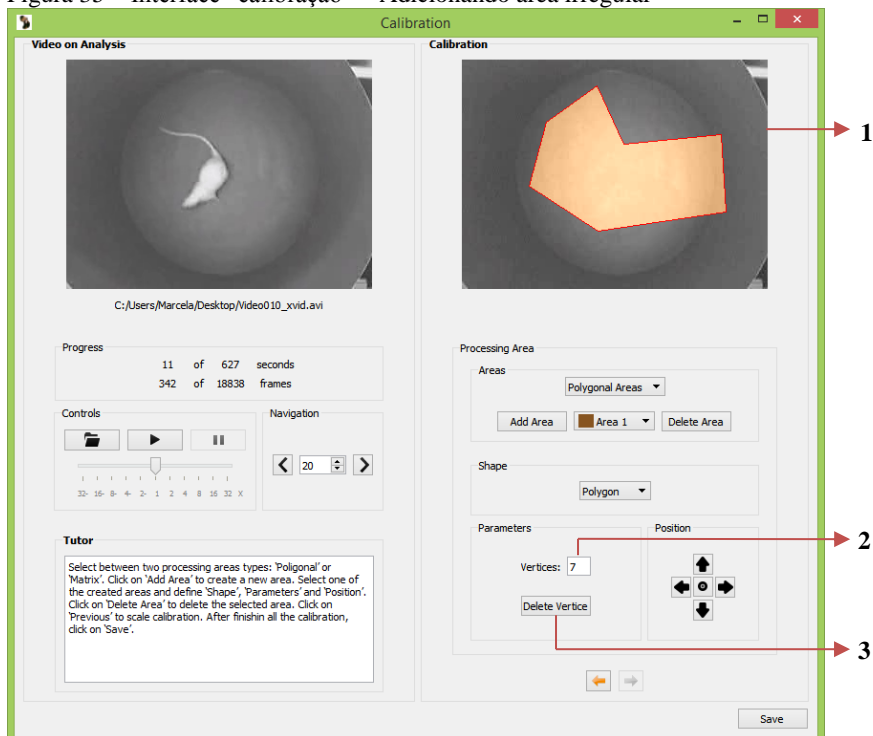 Figura 33 – Interface “calibração” – Adicionando área irregular
Calibration
Video on Analysis
C:/Users/Marcela/Desktop/Video010_xvid.avi
Progress
11 of 627 seconds
342 of 18838 frames
Controls
32- 16- 8- 4- 2- 1 2 4 8 16 32 X
Navigation
20
Tutor
Select between two processing areas types: 'Poligonal' or
'Matrix'. Click on 'Add Area' to create a new area. Select one of
the created areas and define 'Shape', 'Parameters' and 'Position'.
Click on 'Delete Area' to delete the selected area. Click on
'Previous' to scale calibration. After finishin all the calibration,
click on 'Save'.
Calibration
1
Processing Area
Areas
Polygonal Areas
Add Area Area 1 Delete Area
Shape
Polygon
Parameters
Vertices: 7
2
Delete Vertice
3
Position
Save